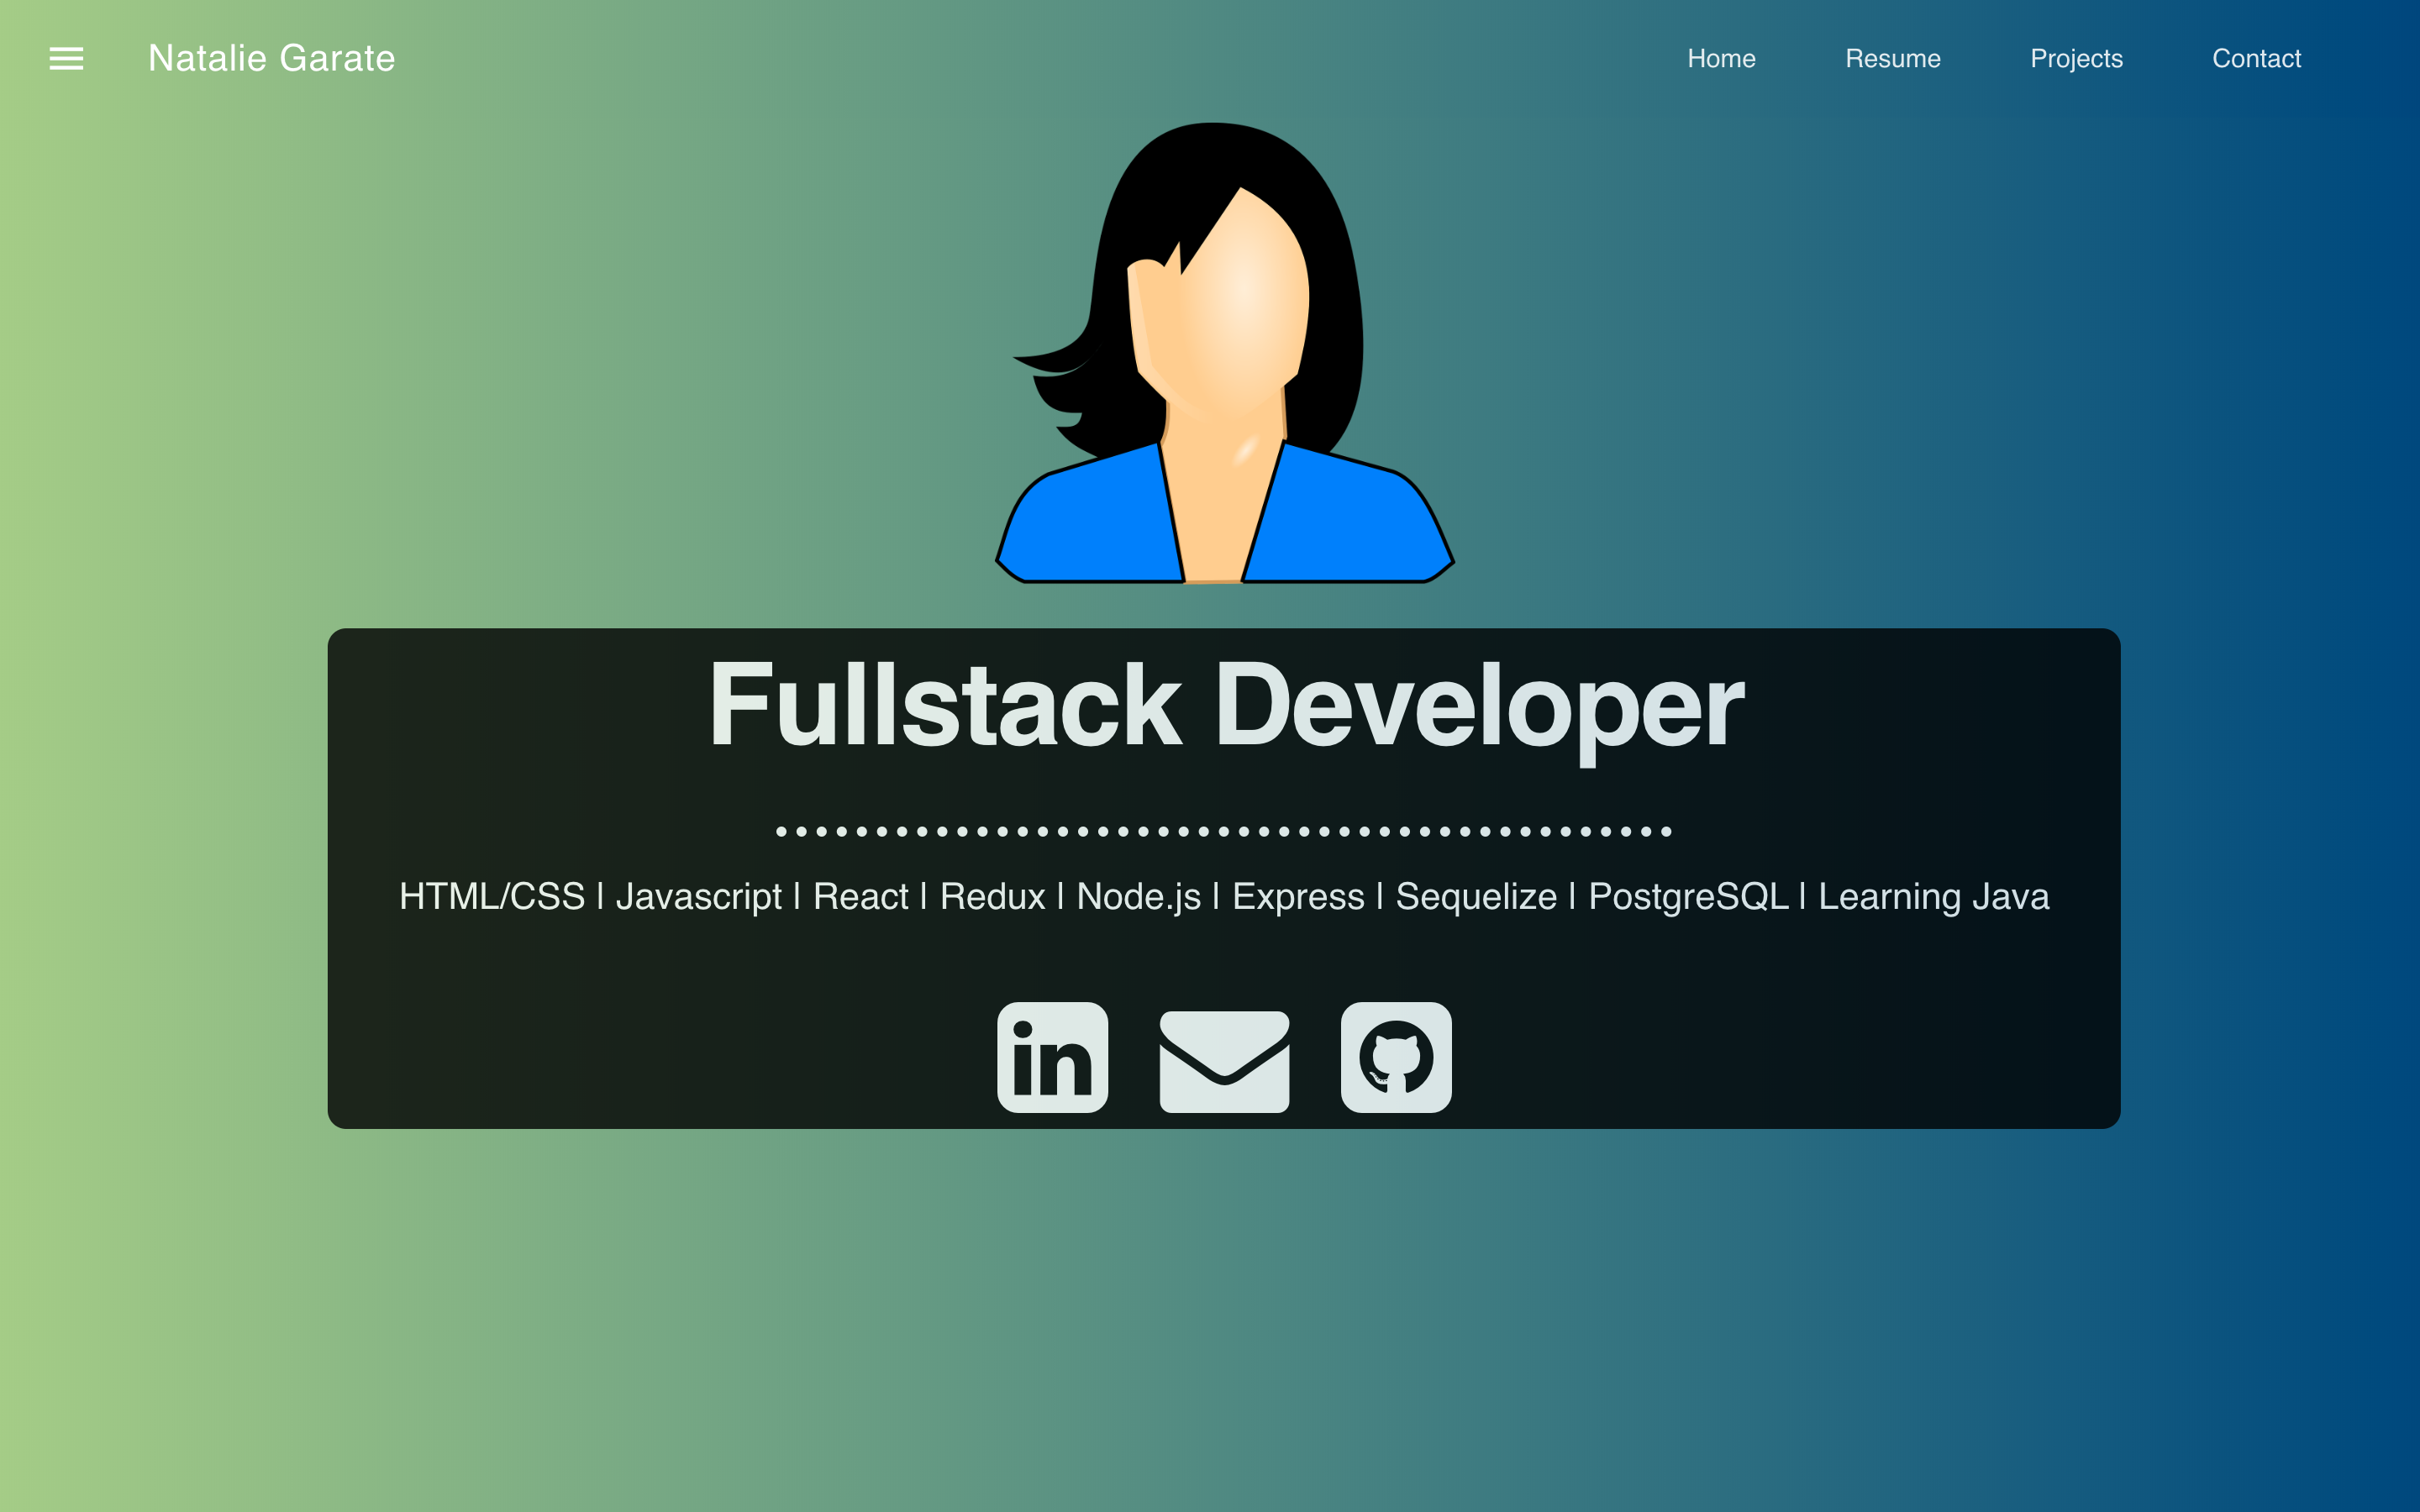 Natalie Garate
Home Resume Projects Contact
Fullstack Developer
HTML/CSS | Javascript | React | Redux | Node.js | Express | Sequelize | PostgreSQL | Learning Java
in